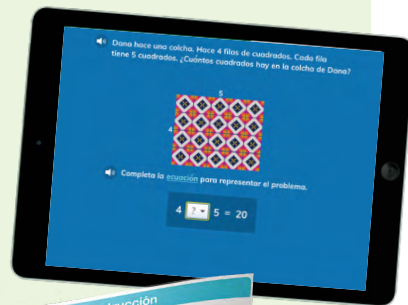 Dana hace una colcha. Hace 4 filas de cuadrados. Cada fila
tiene 5 cuadrados. ¿Cuántos cuadrados hay en la colcha de Dana?
5
4
Completa la ecuación para representar el problema.
4 ? 5 = 20